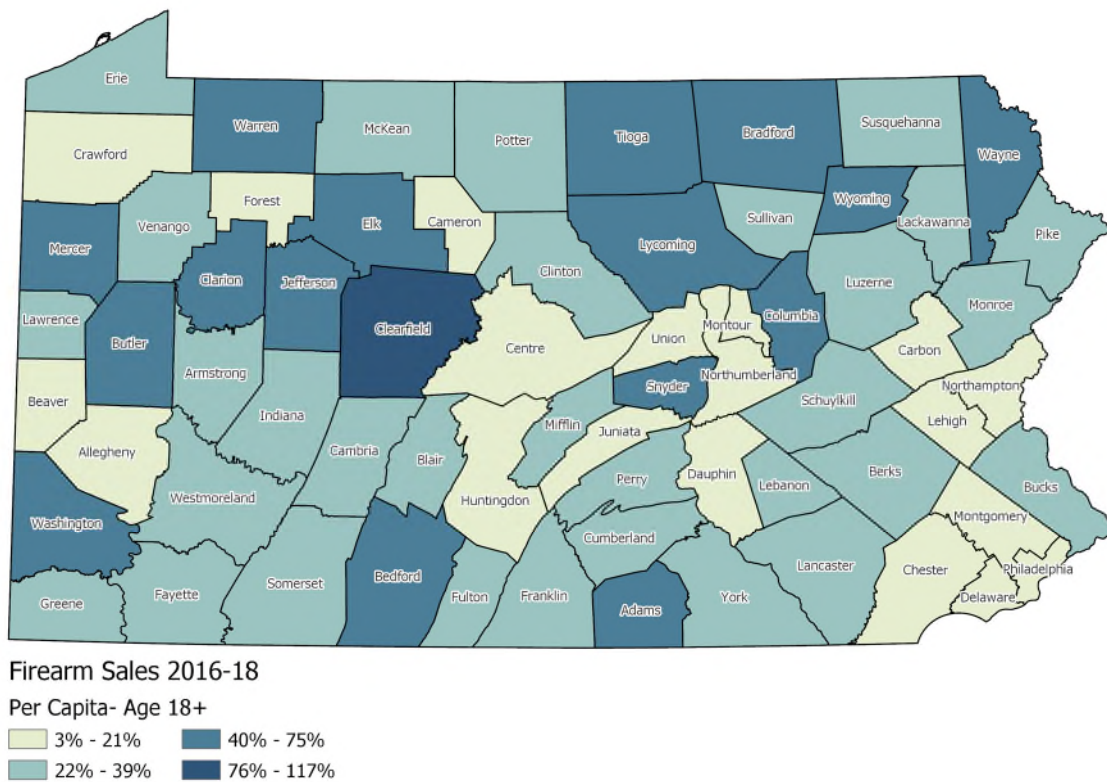 Erie
Warren
McKean
Potter
Tioga
Bradford
Susquehanna
Wayne
Crawford
Forest
Elk
Cameron
Sullivan
Wyoming
Lackawanna
Pike
Venango
Mercer
Clarion
Jefferson
Clinton
Lycoming
Luzerne
Monroe
Lawrence
Butler
Clearfield
Centre
Union
Montour
Columbia
Carbon
Armstrong
Beaver
Indiana
Snyder
Northumberland
Northampton
Schuylkill
Lehigh
Allegheny
Cambria
Blair
Mifflin
Juniata
Westmoreland
Huntingdon
Perry
Dauphin
Lebanon
Berks
Bucks
Washington
Montgomery
Cumberland
Somerset
Bedford
Lancaster
Chester
Philadelphia
Greene
Fayette
Fulton
Franklin
Adams
York
Delaware
Firearm Sales 2016-18
Per Capita- Age 18+
3% - 21%
40% - 75%
22% - 39%
76% - 117%